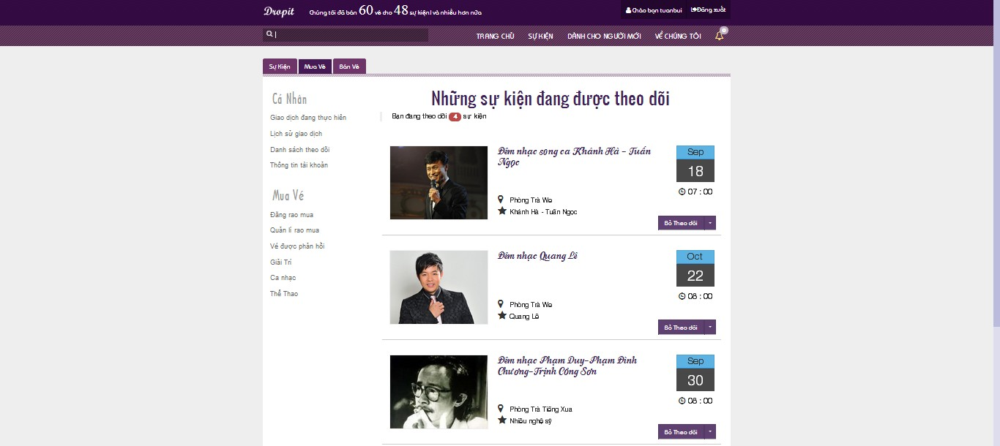 Dropit
Chúng tôi đã bán 60 vé cho 48 sự kiện! và nhiều hơn nữa
Chào bạn tuanbui
Đăng xuất
TRANG CHỦ SỰ KIỆN DÀNH CHO NGƯỜI MỚI VỀ CHÚNG TÔI
0
Sự Kiện Mua Vé Bán Vé
Cá Nhân
Giao dịch đang thực hiên
Lịch sử giao dịch
Danh sách theo dõi
Thông tin tài khoản
Mua Vé
Đăng rao mua
Quản lí rao mua
Vé được phản hồi
Giải Trí
Ca nhạc
Thể Thao
Những sự kiện đang được theo dõi
Bạn đang theo dõi 4 sự kiện
Đêm nhạc song ca Khánh Hà - Tuấn
Ngọc
Phòng Trà We
Khánh Hà - Tuấn Ngọc
Sep
18
07 : 00
Bỏ Theo dõi
Đêm nhạc Quang Lê
Phòng Trà We
Quang Lê
Oct
22
08 : 00
Bỏ Theo dõi
Đêm nhạc Phạm Duy-Phạm Đình
Chương-Trịnh Công Sơn
Phòng Trà Tiếng Xưa
Nhiều nghệ sỹ
Sep
30
08 : 00
Bỏ Theo dõi